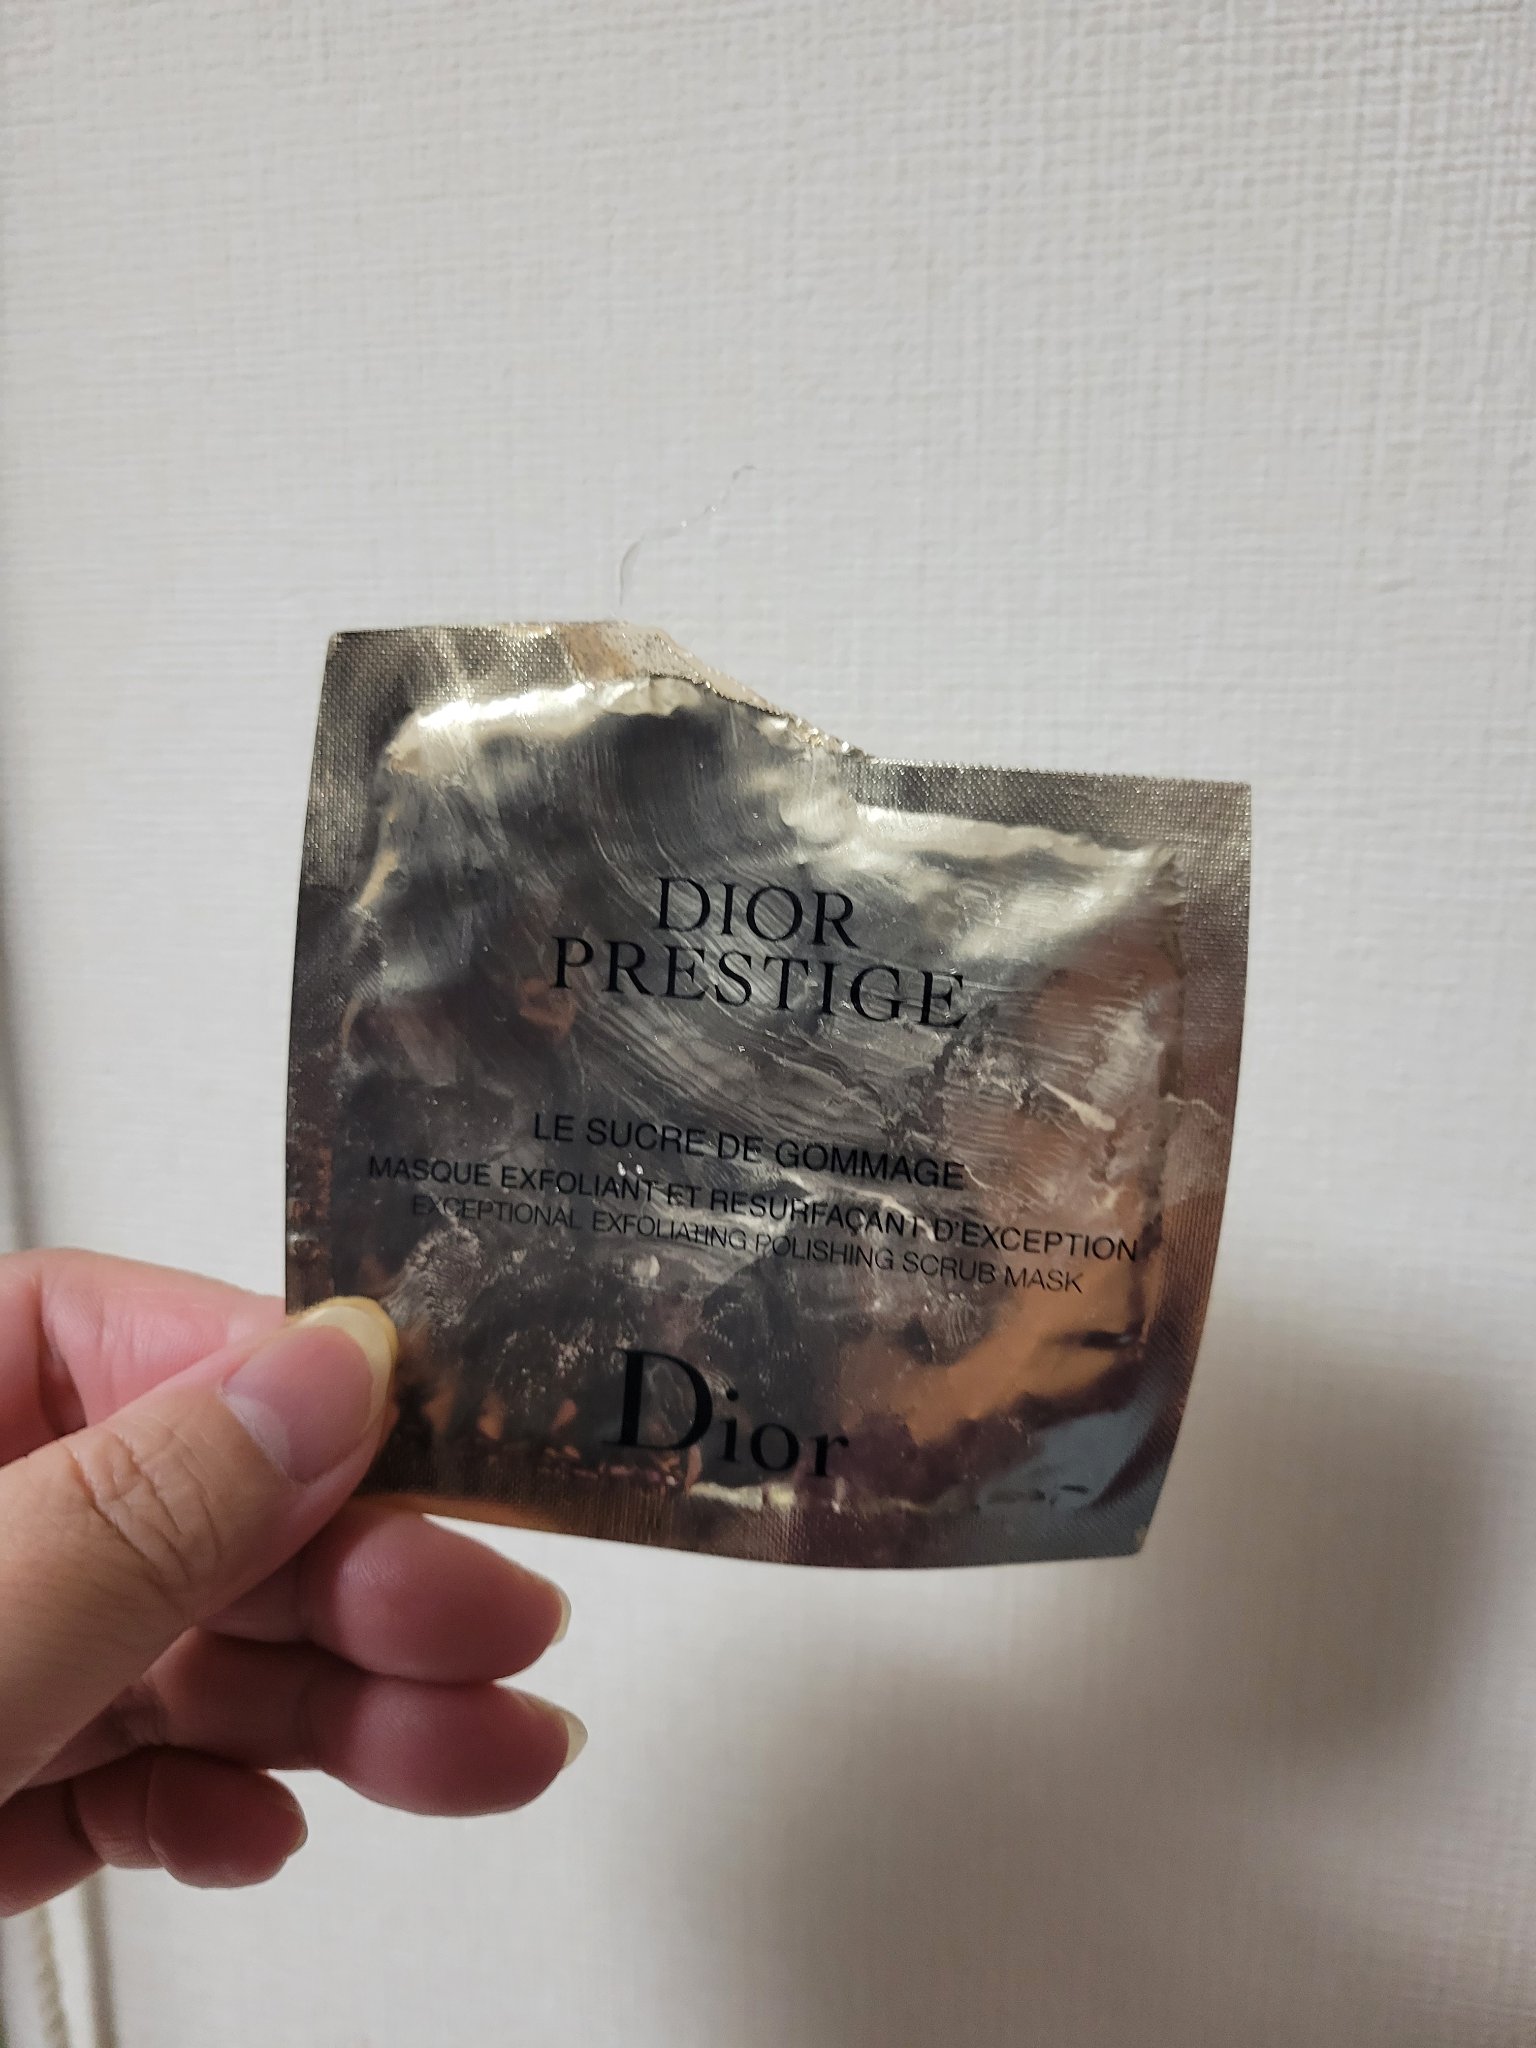 DIOR
PRESTIGE
LE SUCRE DE GOMMAGE
MASQUE EXFOLIANT ET RESURFAÇANT D'EXCEPTION
EXCEPTIONAL EXFOLIATING POLISHING SCRUB MASK
Dior